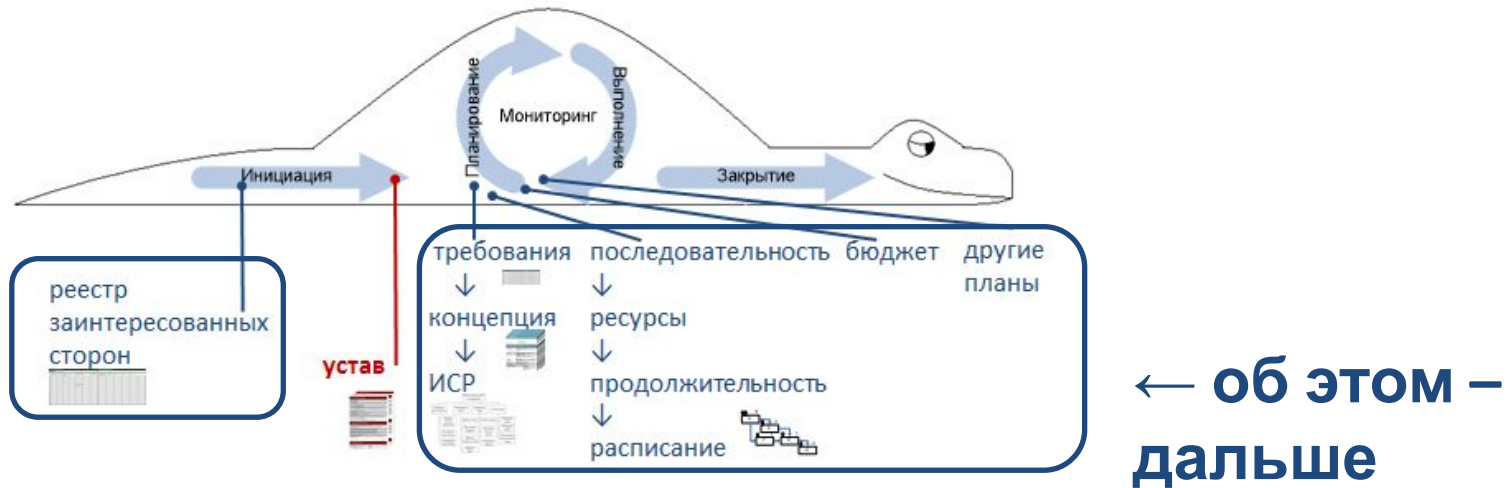 Планирование
Выполнение
Мониторинг
Инициация
Закрытие
реестр
заинтересованных
сторон
устав
требования
↓
концепция
↓
ИСР
последовательность
↓
ресурсы
↓
продолжительность
↓
расписание
бюджет
другие
планы
← об этом –
дальше